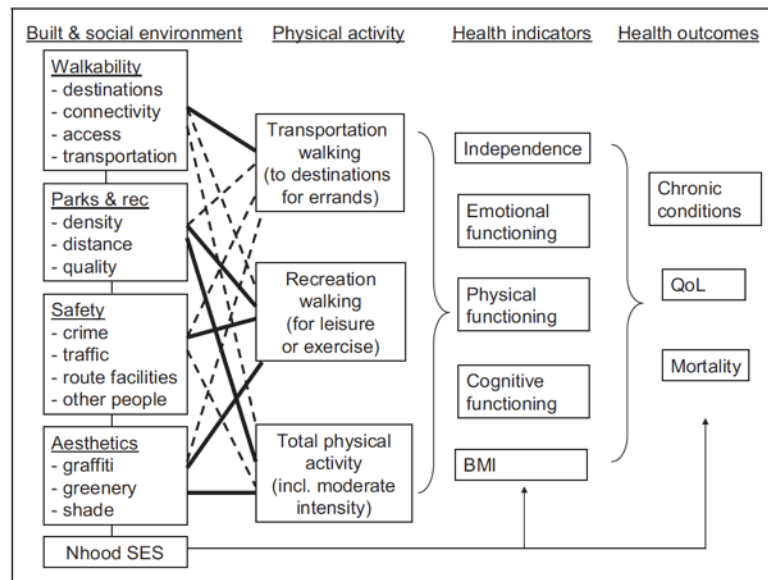 Built & social environment
Physical activity
Health indicators
Health outcomes
Walkability
- destinations
- connectivity
- access
- transportation
Parks & rec
- density
- distance
- quality
Safety
- crime
- traffic
- route facilities
- other people
Aesthetics
- graffiti
- greenery
- shade
Nhood SES
Transportation
walking
(to destinations
for errands)
Recreation
walking
(for leisure
or exercise)
Total physical
activity
(incl. moderate
intensity)
Independence
Emotional
functioning
Physical
functioning
Cognitive
functioning
BMI
Chronic
conditions
QoL
Mortality